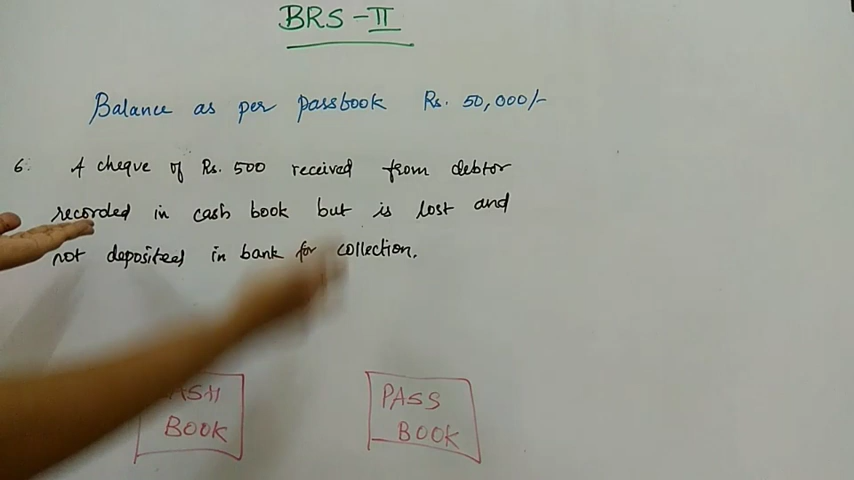 BRS - II
Balance as per passbook Rs. 50,000/-
6. A cheque of Rs. 500 received from debtor
recorded in cash book but is lost and
not deposited in bank for collection.
PASS
BOOK
BOOK